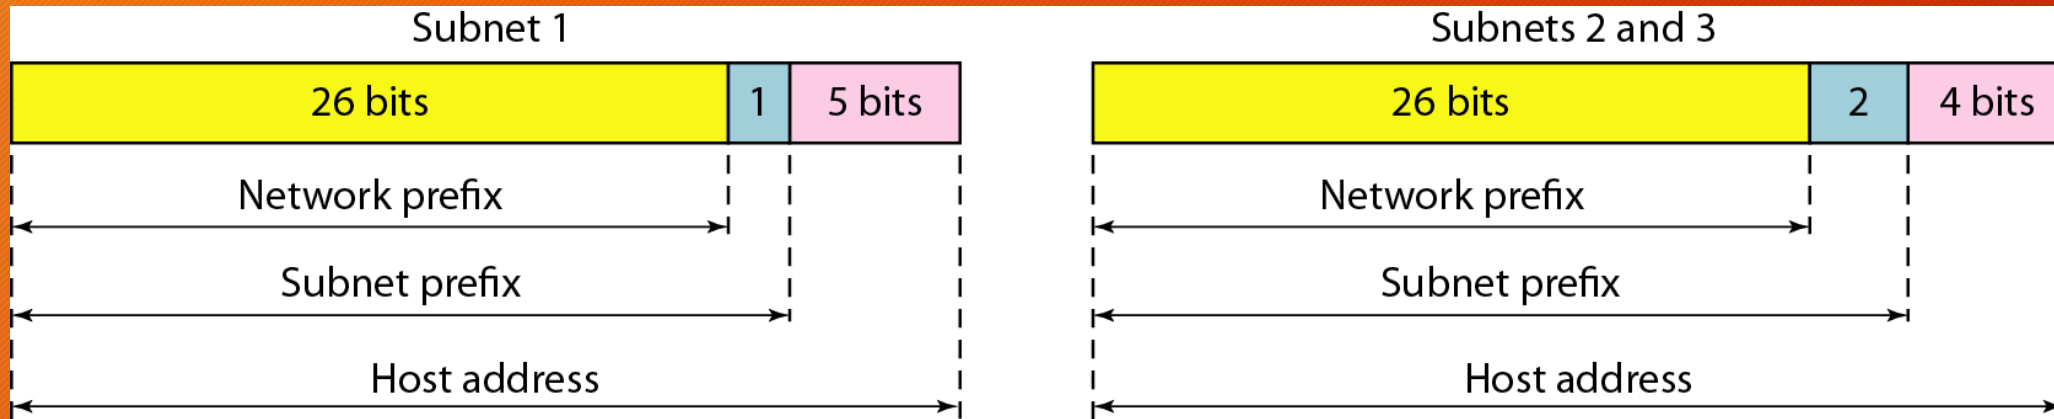 Subnet 1
26 bits 1 5 bits
Network prefix
Subnet prefix
Host address
Subnets 2 and 3
26 bits 2 4 bits
Network prefix
Subnet prefix
Host address